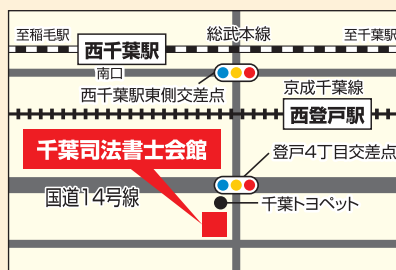 至稲毛駅
総武本線
至千葉駅
西千葉駅
南口
西千葉駅東側交差点
京成千葉線
西登戸駅
千葉司法書士会館
登戸4丁目交差点
国道14号線
千葉トヨペット